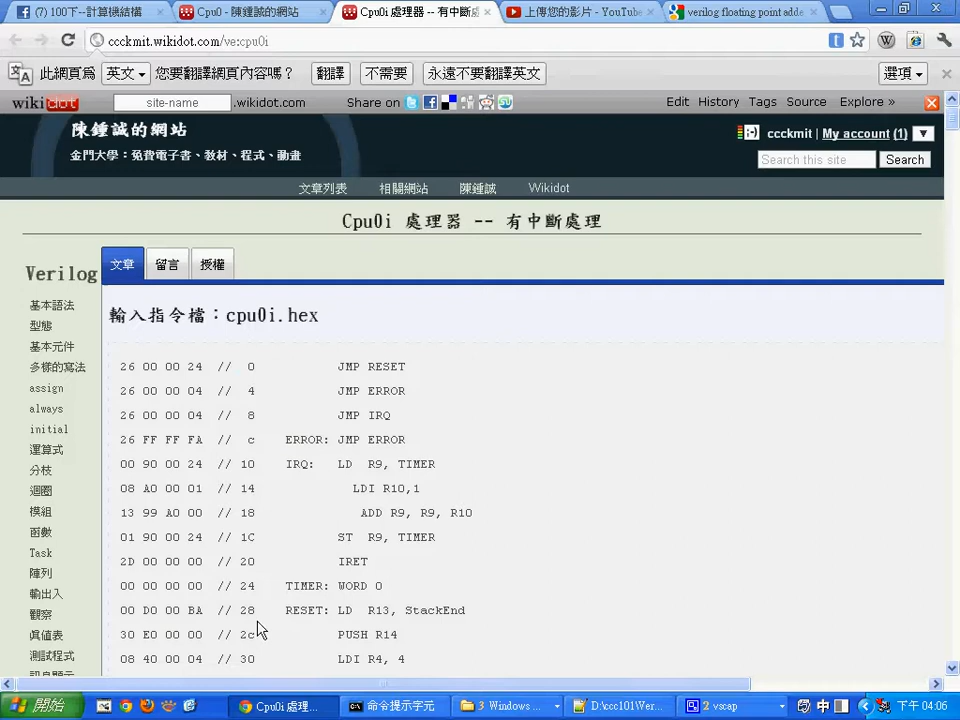 (7) 100下--計算機結構
Cpu0 - 陳鍾誠的網站
Cpu0i 處理器 -- 有中斷處
上傳您的影片 - YouTube
verilog floating point adde
ccckmit.wikidot.com/ve:cpu0i
此網頁為 英文 您要翻譯網頁內容嗎？ 翻譯 不需要 永遠不要翻譯英文 選項
wikidot site-name .wikidot.com Share on Edit History Tags Source Explore »
陳鍾誠的網站
金門大學：免費電子書、教材、程式、動畫
ccckmit | My account (1) ▼
Search this site Search
文章列表 相關網站 陳鍾誠 Wikidot
Cpu0i 處理器 -- 有中斷處理
Verilog
基本語法
型態
基本元件
多樣的寫法
assign
always
initial
運算式
分枝
迴圈
模組
函數
Task
陣列
輸出入
觀察
真值表
測試程式
訊息顯示
文章 留言 授權
輸入指令檔：cpu0i.hex
26 00 00 24 // 0 JMP RESET
26 00 00 04 // 4 JMP ERROR
26 00 00 04 // 8 JMP IRQ
26 FF FF FA // c ERROR: JMP ERROR
00 90 00 24 // 10 IRQ: LD R9, TIMER
08 A0 00 01 // 14 LDI R10,1
13 99 A0 00 // 18 ADD R9, R9, R10
01 90 00 24 // 1C ST R9, TIMER
2D 00 00 00 // 20 IRET
00 00 00 00 // 24 TIMER: WORD 0
00 D0 00 BA // 28 RESET: LD R13, StackEnd
30 E0 00 00 // 2c PUSH R14
08 40 00 04 // 30 LDI R4, 4
開始 Cpu0i 處理... 命令提示字元 3 Windows ... D:\ccc101\Ver... 2 vscap 中 下午 04:06